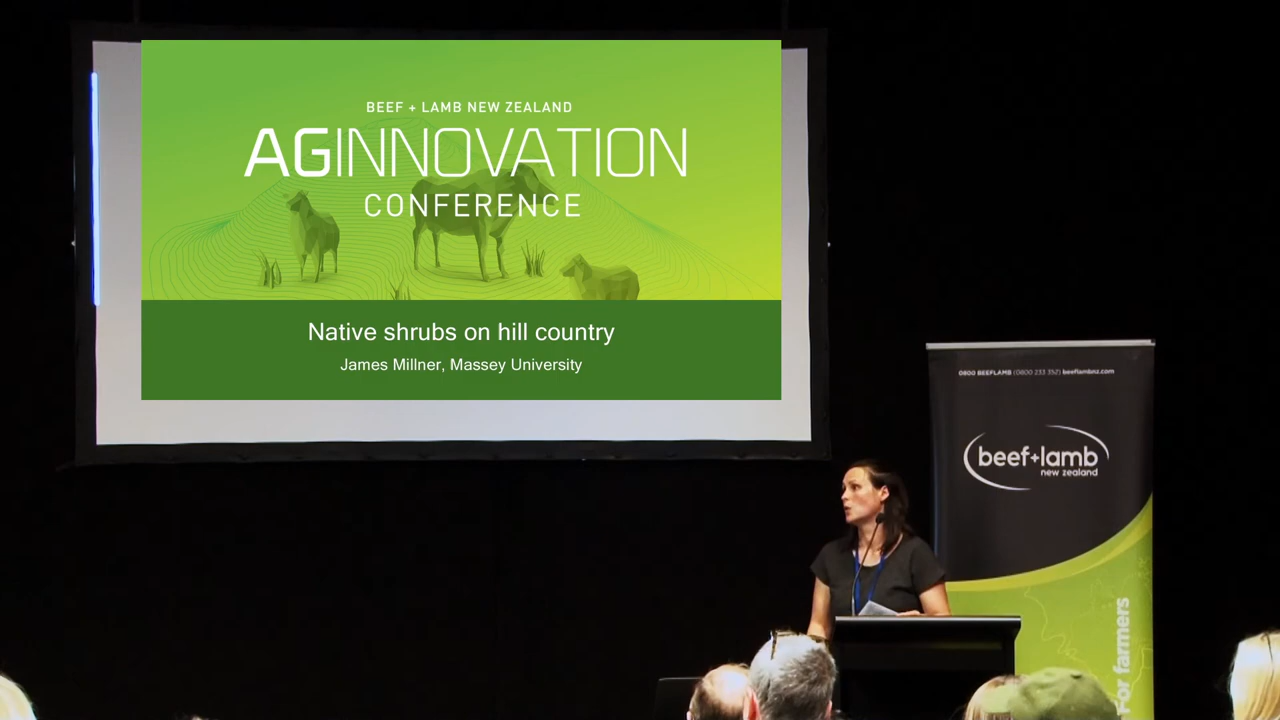 BEEF + LAMB NEW ZEALAND
AGINNOVATION
CONFERENCE
Native shrubs on hill country
James Millner, Massey University
0800 BEEFLAMB (0800 233 352) beeflambnz.com
beef+lamb
new zealand
For farmers